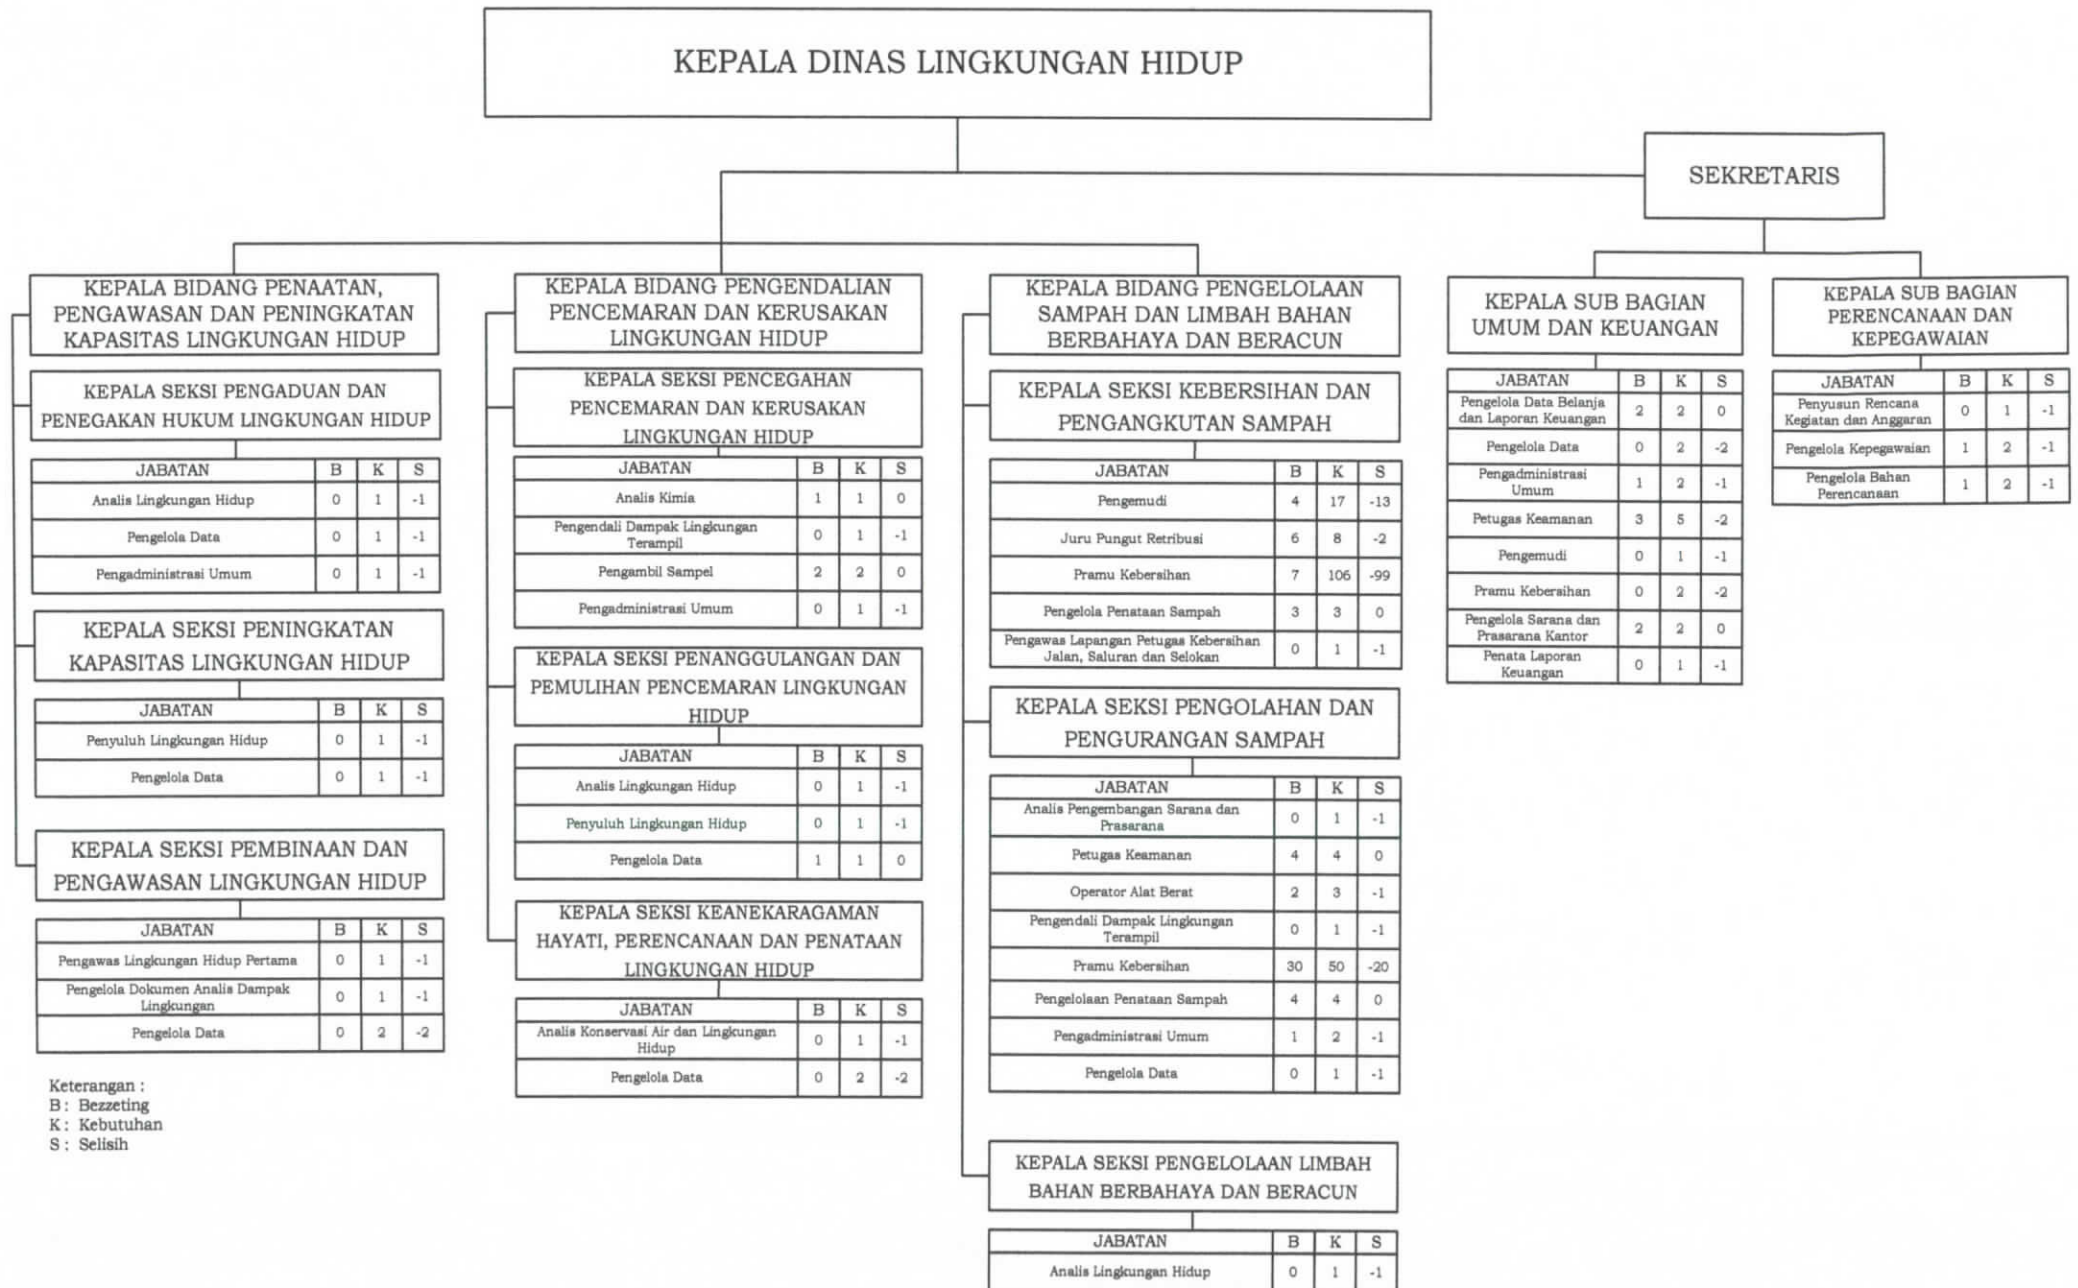 KEPALA DINAS LINGKUNGAN HIDUP
SEKRETARIS
KEPALA BIDANG PENAATAN,
PENGAWASAN DAN PENINGKATAN
KAPASITAS LINGKUNGAN HIDUP
KEPALA SEKSI PENGADUAN DAN
PENEGAKAN HUKUM LINGKUNGAN HIDUP
JABATAN B K S
Analis Lingkungan Hidup 0 1 -1
Pengelola Data 0 1 -1
Pengadministrasi Umum 0 1 -1
KEPALA SEKSI PENINGKATAN
KAPASITAS LINGKUNGAN HIDUP
JABATAN B K S
Penyuluh Lingkungan Hidup 0 1 -1
Pengelola Data 0 1 -1
KEPALA SEKSI PEMBINAAN DAN
PENGAWASAN LINGKUNGAN HIDUP
JABATAN B K S
Pengawas Lingkungan Hidup Pertama 0 1 -1
Pengelola Dokumen Analis Dampak
Lingkungan 0 1 -1
Pengelola Data 0 2 -2
Keterangan :
B : Bezzeting
K : Kebutuhan
S : Selisih
KEPALA BIDANG PENGENDALIAN
PENCEMARAN DAN KERUSAKAN
LINGKUNGAN HIDUP
KEPALA SEKSI PENCEGAHAN
PENCEMARAN DAN KERUSAKAN
LINGKUNGAN HIDUP
JABATAN B K S
Analis Kimia 1 1 0
Pengendali Dampak Lingkungan
Terampil 0 1 -1
Pengambil Sampel 2 2 0
Pengadministrasi Umum 0 1 -1
KEPALA SEKSI PENANGGULANGAN DAN
PEMULIHAN PENCEMARAN LINGKUNGAN
HIDUP
JABATAN B K S
Analis Lingkungan Hidup 0 1 -1
Penyuluh Lingkungan Hidup 0 1 -1
Pengelola Data 1 1 0
KEPALA SEKSI KEANEKARAGAMAN
HAYATI, PERENCANAAN DAN PENATAAN
LINGKUNGAN HIDUP
JABATAN B K S
Analis Konservasi Air dan Lingkungan
Hidup 0 1 -1
Pengelola Data 0 2 -2
KEPALA BIDANG PENGELOLAAN
SAMPAH DAN LIMBAH BAHAN
BERBAHAYA DAN BERACUN
KEPALA SEKSI KEBERSIHAN DAN
PENGANGKUTAN SAMPAH
JABATAN B K S
Pengemudi 4 17 -13
Juru Pungut Retribusi 6 8 -2
Pramu Kebersihan 7 106 -99
Pengelola Penataan Sampah 3 3 0
Pengawas Lapangan Petugas Kebersihan
Jalan, Saluran dan Selokan 0 1 -1
KEPALA SEKSI PENGOLAHAN DAN
PENGURANGAN SAMPAH
JABATAN B K S
Analis Pengembangan Sarana dan
Prasarana 0 1 -1
Petugas Keamanan 4 4 0
Operator Alat Berat 2 3 -1
Pengendali Dampak Lingkungan
Terampil 0 1 -1
Pramu Kebersihan 30 50 -20
Pengelolaan Penataan Sampah 4 4 0
Pengadministrasi Umum 1 2 -1
Pengelola Data 0 1 -1
KEPALA SEKSI PENGELOLAAN LIMBAH
BAHAN BERBAHAYA DAN BERACUN
JABATAN B K S
Analis Lingkungan Hidup 0 1 -1
KEPALA SUB BAGIAN
UMUM DAN KEUANGAN
JABATAN B K S
Pengelola Data Belanja
dan Laporan Keuangan 2 2 0
Pengelola Data 0 2 -2
Pengadministrasi
Umum 1 2 -1
Petugas Keamanan 3 5 -2
Pengemudi 0 1 -1
Pramu Kebersihan 0 2 -2
Pengelola Sarana dan
Prasarana Kantor 2 2 0
Penata Laporan
Keuangan 0 1 -1
KEPALA SUB BAGIAN
PERENCANAAN DAN
KEPEGAWAIAN
JABATAN B K S
Penyusun Rencana
Kegiatan dan Anggaran 0 1 -1
Pengelola Kepegawaian 1 2 -1
Pengelola Bahan
Perencanaan 1 2 -1